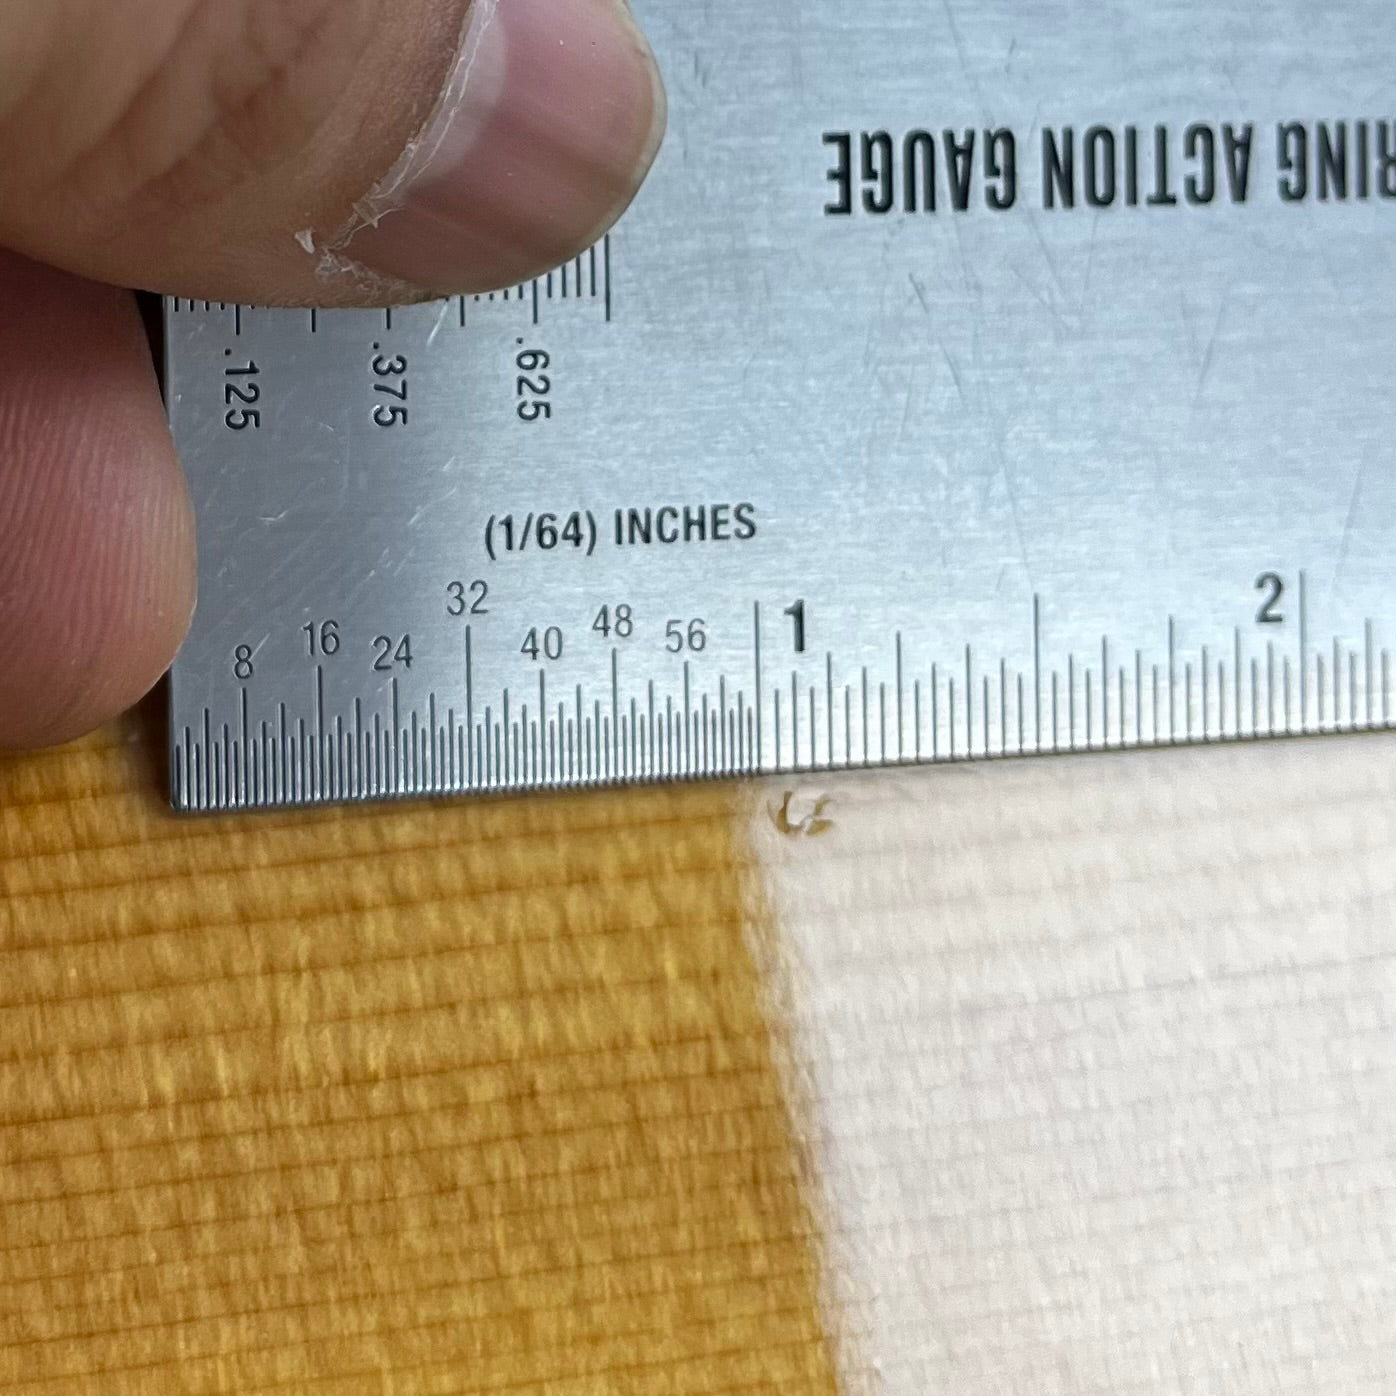 RING ACTION GAUGE
.125 .375 .625
(1/64) INCHES
8 16 24 32 40 48 56 1 2